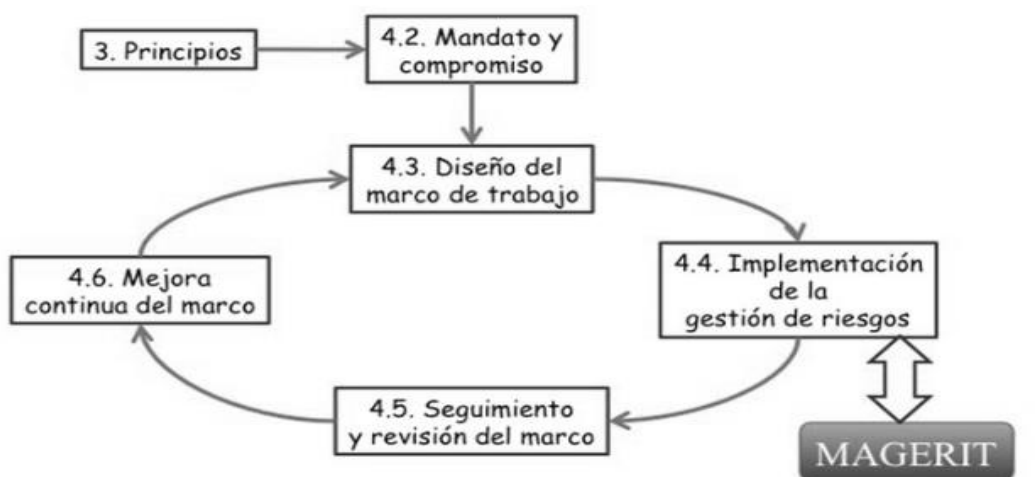 3. Principios
4.2. Mandato y
compromiso
4.3. Diseño del
marco de trabajo
4.4. Implementación
de la
gestión de riesgos
4.6. Mejora
continua del marco
4.5. Seguimiento
y revisión del marco
MAGERIT